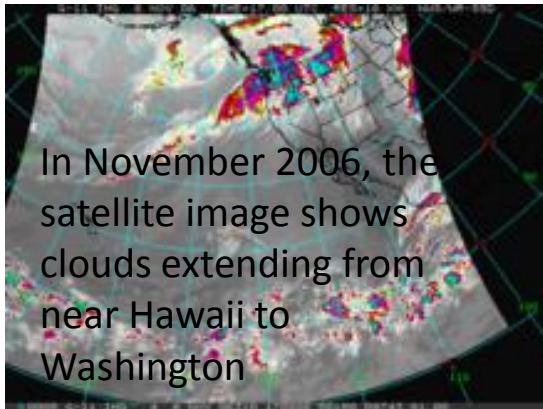 In November 2006, the
satellite image shows
clouds extending from
near Hawaii to
Washington